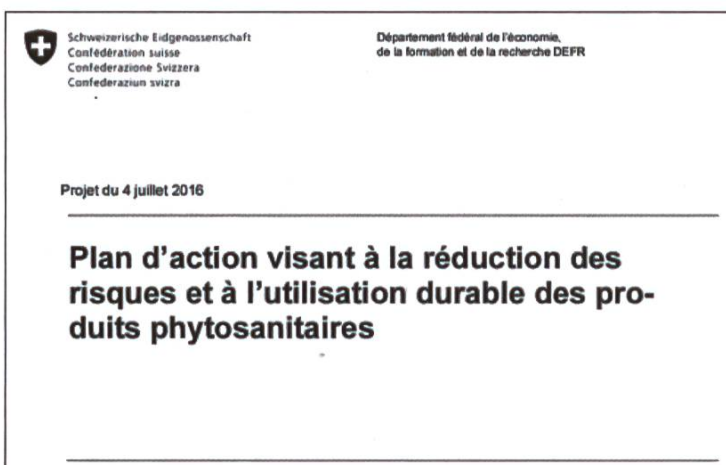 Schweizerische Eidgenossenschaft
Confédération suisse
Confederazione Svizzera
Confederaziun svizra
Département fédéral de l'économie,
de la formation et de la recherche DEFR
Projet du 4 juillet 2016
Plan d'action visant à la réduction des
risques et à l'utilisation durable des pro-
duits phytosanitaires